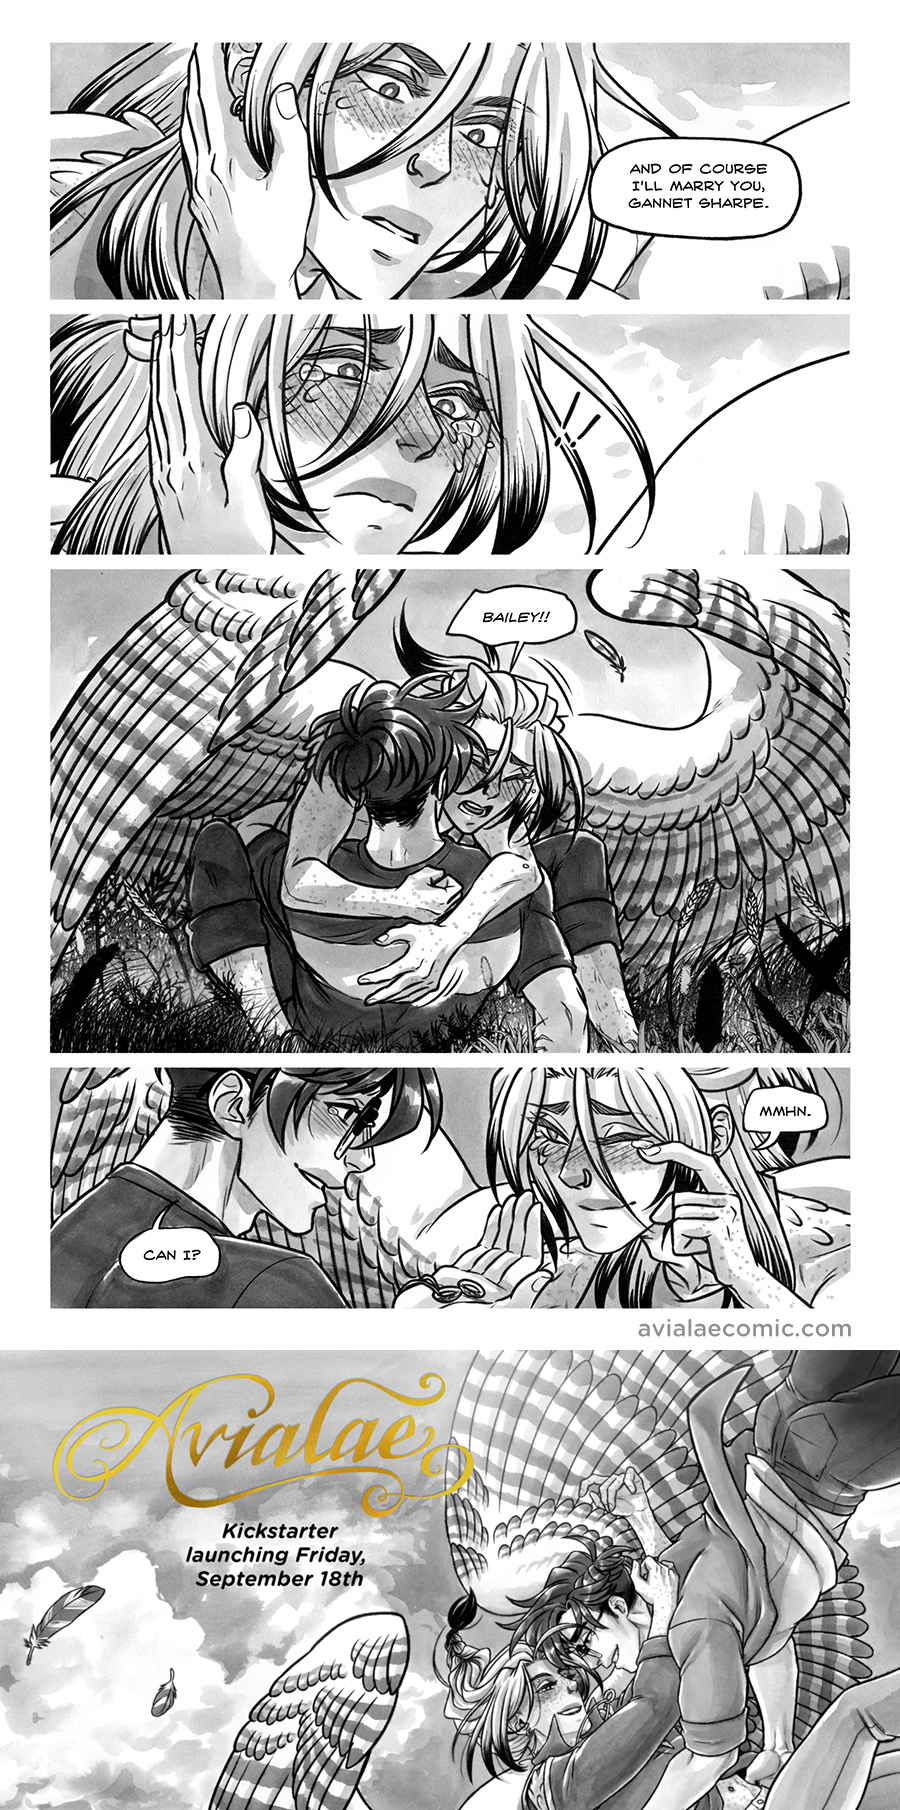 AND OF COURSE
I'LL MARRY YOU,
GANNET SHARPE.
BAILEY!!
CAN I?
MMHN.
avialaecomic.com
Avialae
Kickstarter
launching Friday,
September 18th